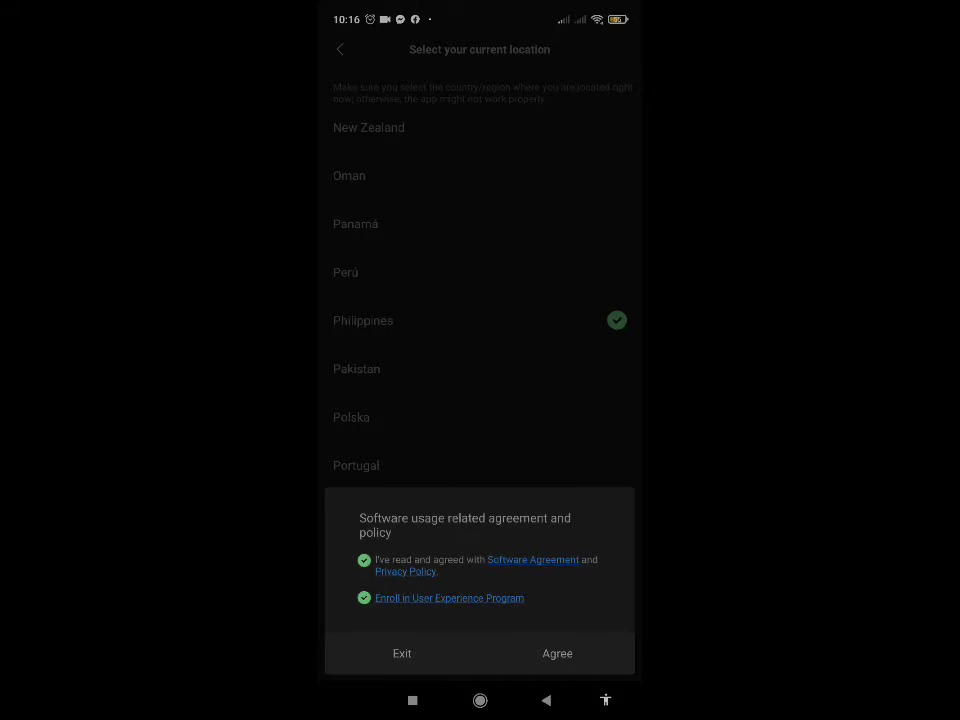 10:16
Select your current location
Make sure you select the country/region where you are located right
now; otherwise, the app might not work properly.
New Zealand
Oman
Panamá
Perú
Philippines
Pakistan
Polska
Portugal
Software usage related agreement and
policy
I've read and agreed with Software Agreement and
Privacy Policy.
Enroll in User Experience Program
Exit
Agree